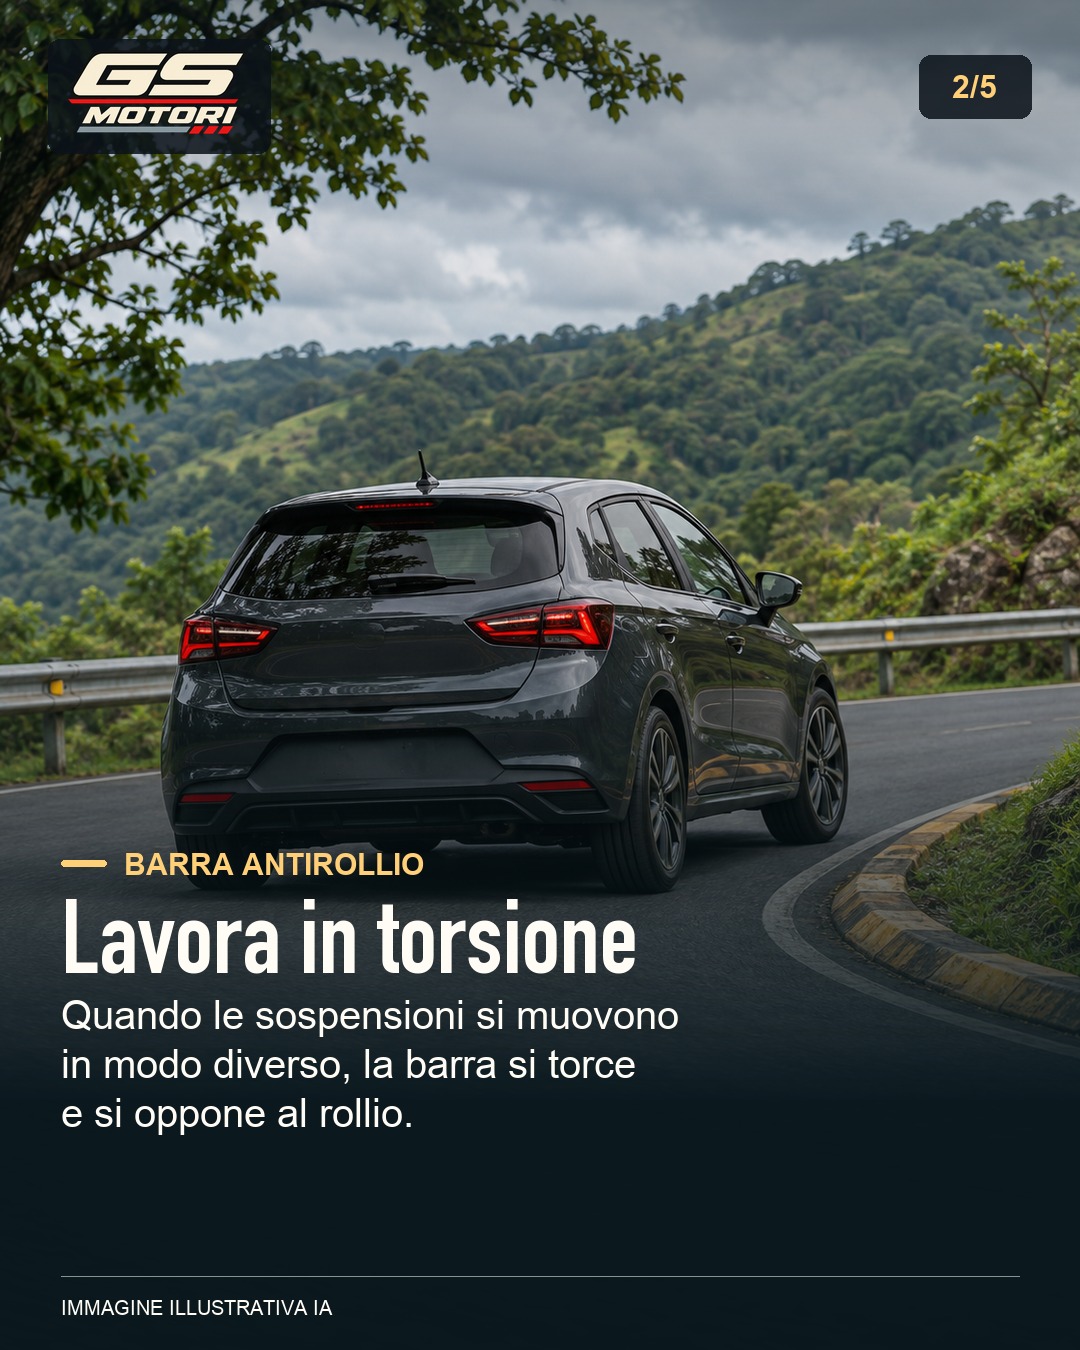 GS
MOTORI
2/5
BARRA ANTIROLLIO
Lavora in torsione
Quando le sospensioni si muovono
in modo diverso, la barra si torce
e si oppone al rollio.
IMMAGINE ILLUSTRATIVA IA